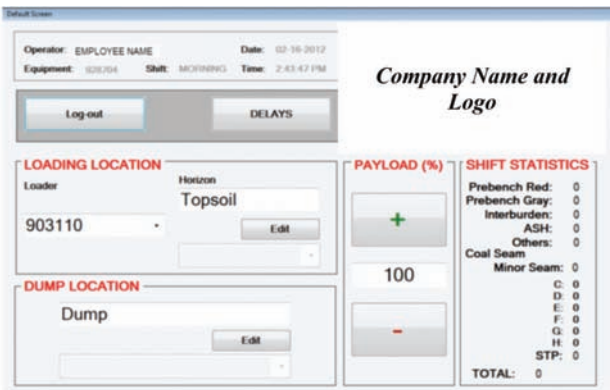 Default Screen
Operator: EMPLOYEE NAME Date: 02-16-2012
Equipment: 928704 Shift: MORNING Time: 2:43:47 PM
Company Name and
Logo
Log-out DELAYS
LOADING LOCATION
Loader Horizon
Topsoil
903110 Edit
DUMP LOCATION
Dump
Edit
PAYLOAD (%)
+
100
-
SHIFT STATISTICS
Prebench Red: 0
Prebench Gray: 0
Interburden: 0
ASH: 0
Others: 0
Coal Seam
Minor Seam: 0
C: 0
D: 0
E: 0
F: 0
G: 0
H: 0
STP: 0
TOTAL: 0